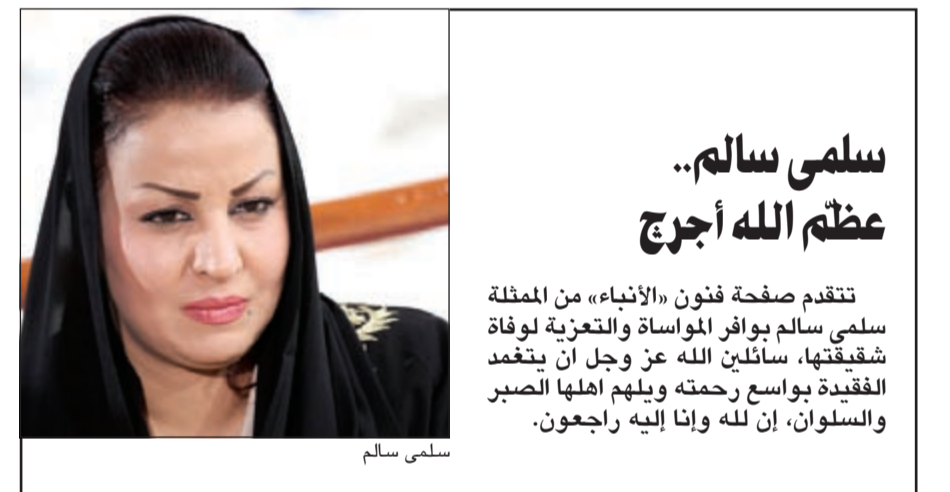 سلمى سالم..
عظّم الله أجرچ
تتقدم صفحة فنون «الأنباء» من الممثلة
سلمى سالم بوافر المواساة والتعزية لوفاة
شقيقتها، سائلين الله عز وجل ان يتغمد
الفقيدة بواسع رحمته ويلهم اهلها الصبر
والسلوان، إن لله وإنا إليه راجعون.
سلمى سالم